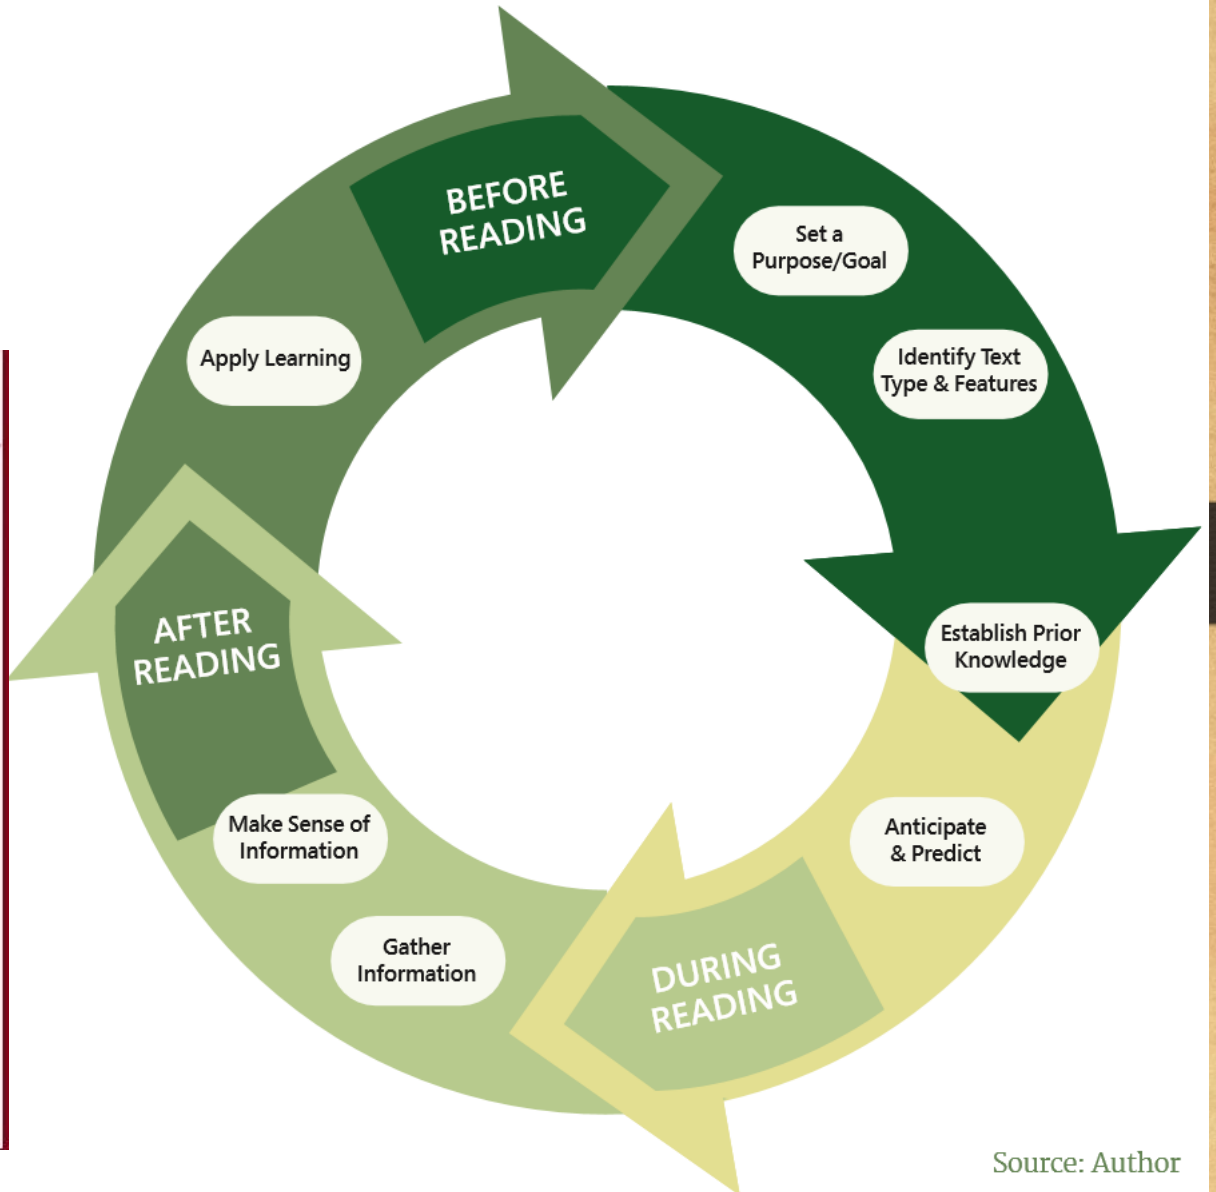 BEFORE
READING
Set a
Purpose/Goal
Identify Text
Type & Features
Establish Prior
Knowledge
Anticipate
& Predict
DURING
READING
Gather
Information
Make Sense of
Information
AFTER
READING
Apply Learning
Source: Author